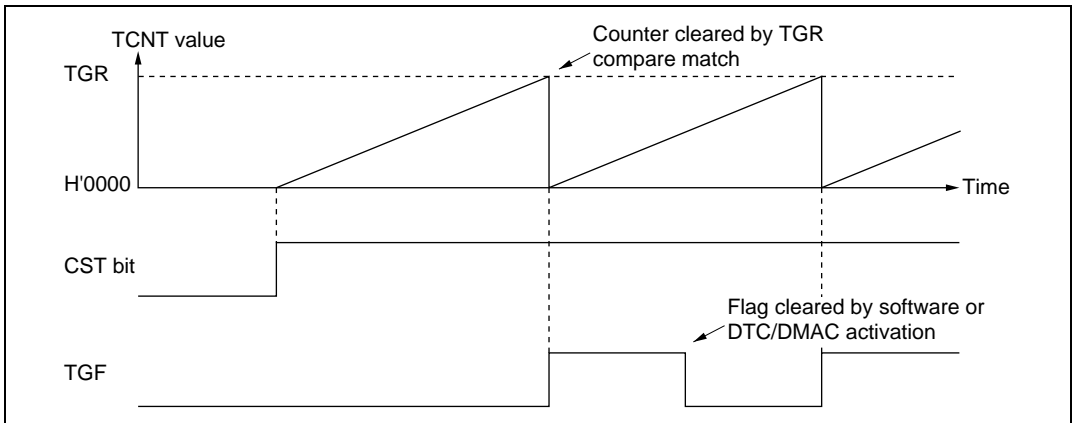 TCNT value
Counter cleared by TGR
compare match
TGR
H'0000
Time
CST bit
Flag cleared by software or
DTC/DMAC activation
TGF